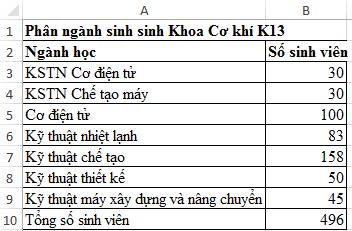 A B
1 Phân ngành sinh sinh Khoa Cơ khí K13
2 Ngành học Số sinh viên
3 KSTN Cơ điện tử 30
4 KSTN Chế tạo máy 30
5 Cơ điện tử 100
6 Kỹ thuật nhiệt lạnh 83
7 Kỹ thuật chế tạo 158
8 Kỹ thuật thiết kế 50
9 Kỹ thuật máy xây dựng và nâng chuyển 45
10 Tổng số sinh viên 496